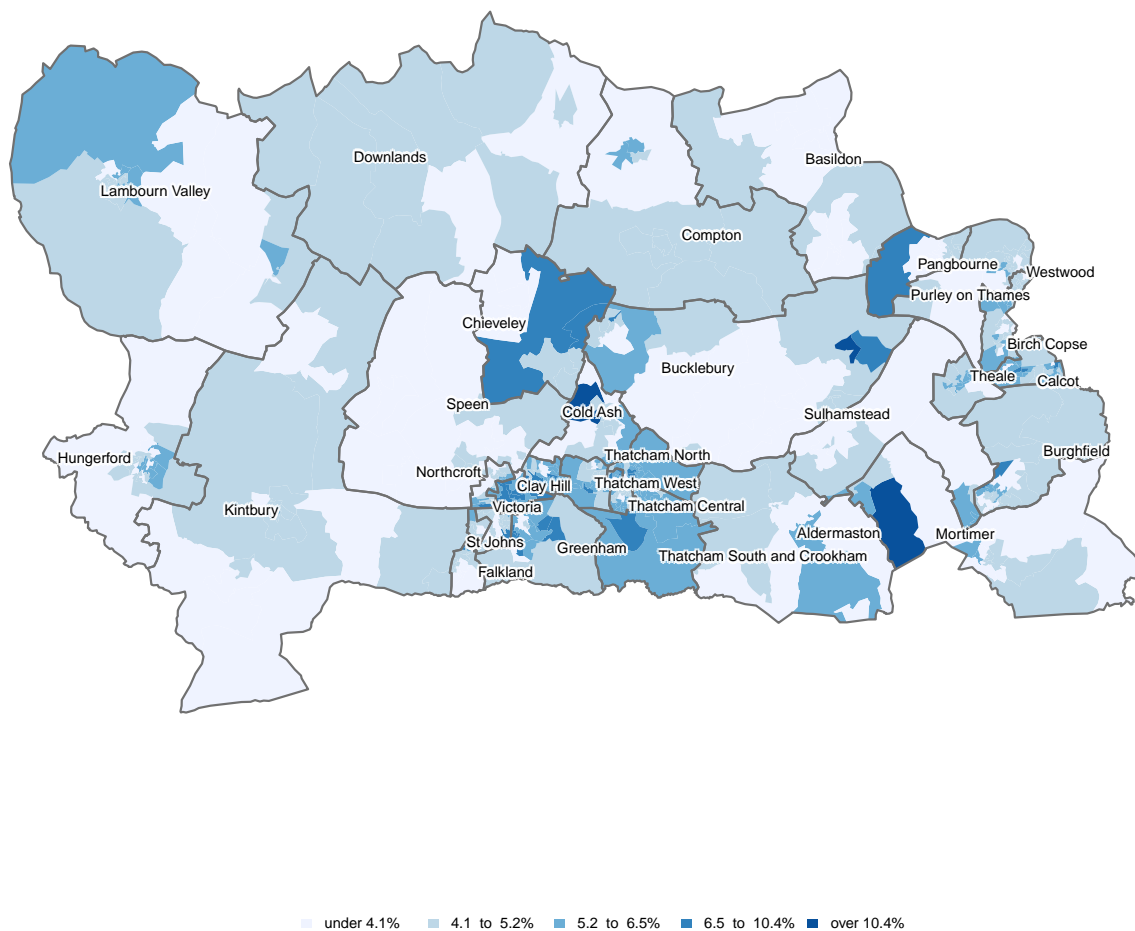 Downlands
Basildon
Lambourn Valley
Compton
Pangbourne
Westwood
Purley on Thames
Chieveley
Birch Copse
Bucklebury
Theale
Calcot
Speen
Cold Ash
Sulhamstead
Burghfield
Thatcham North
Hungerford
Northcroft
Clay Hill
Thatcham West
Victoria
Thatcham Central
Kintbury
Aldermaston
Mortimer
St Johns
Greenham
Thatcham South and Crookham
Falkland
under 4.1% 4.1 to 5.2% 5.2 to 6.5% 6.5 to 10.4% over 10.4%